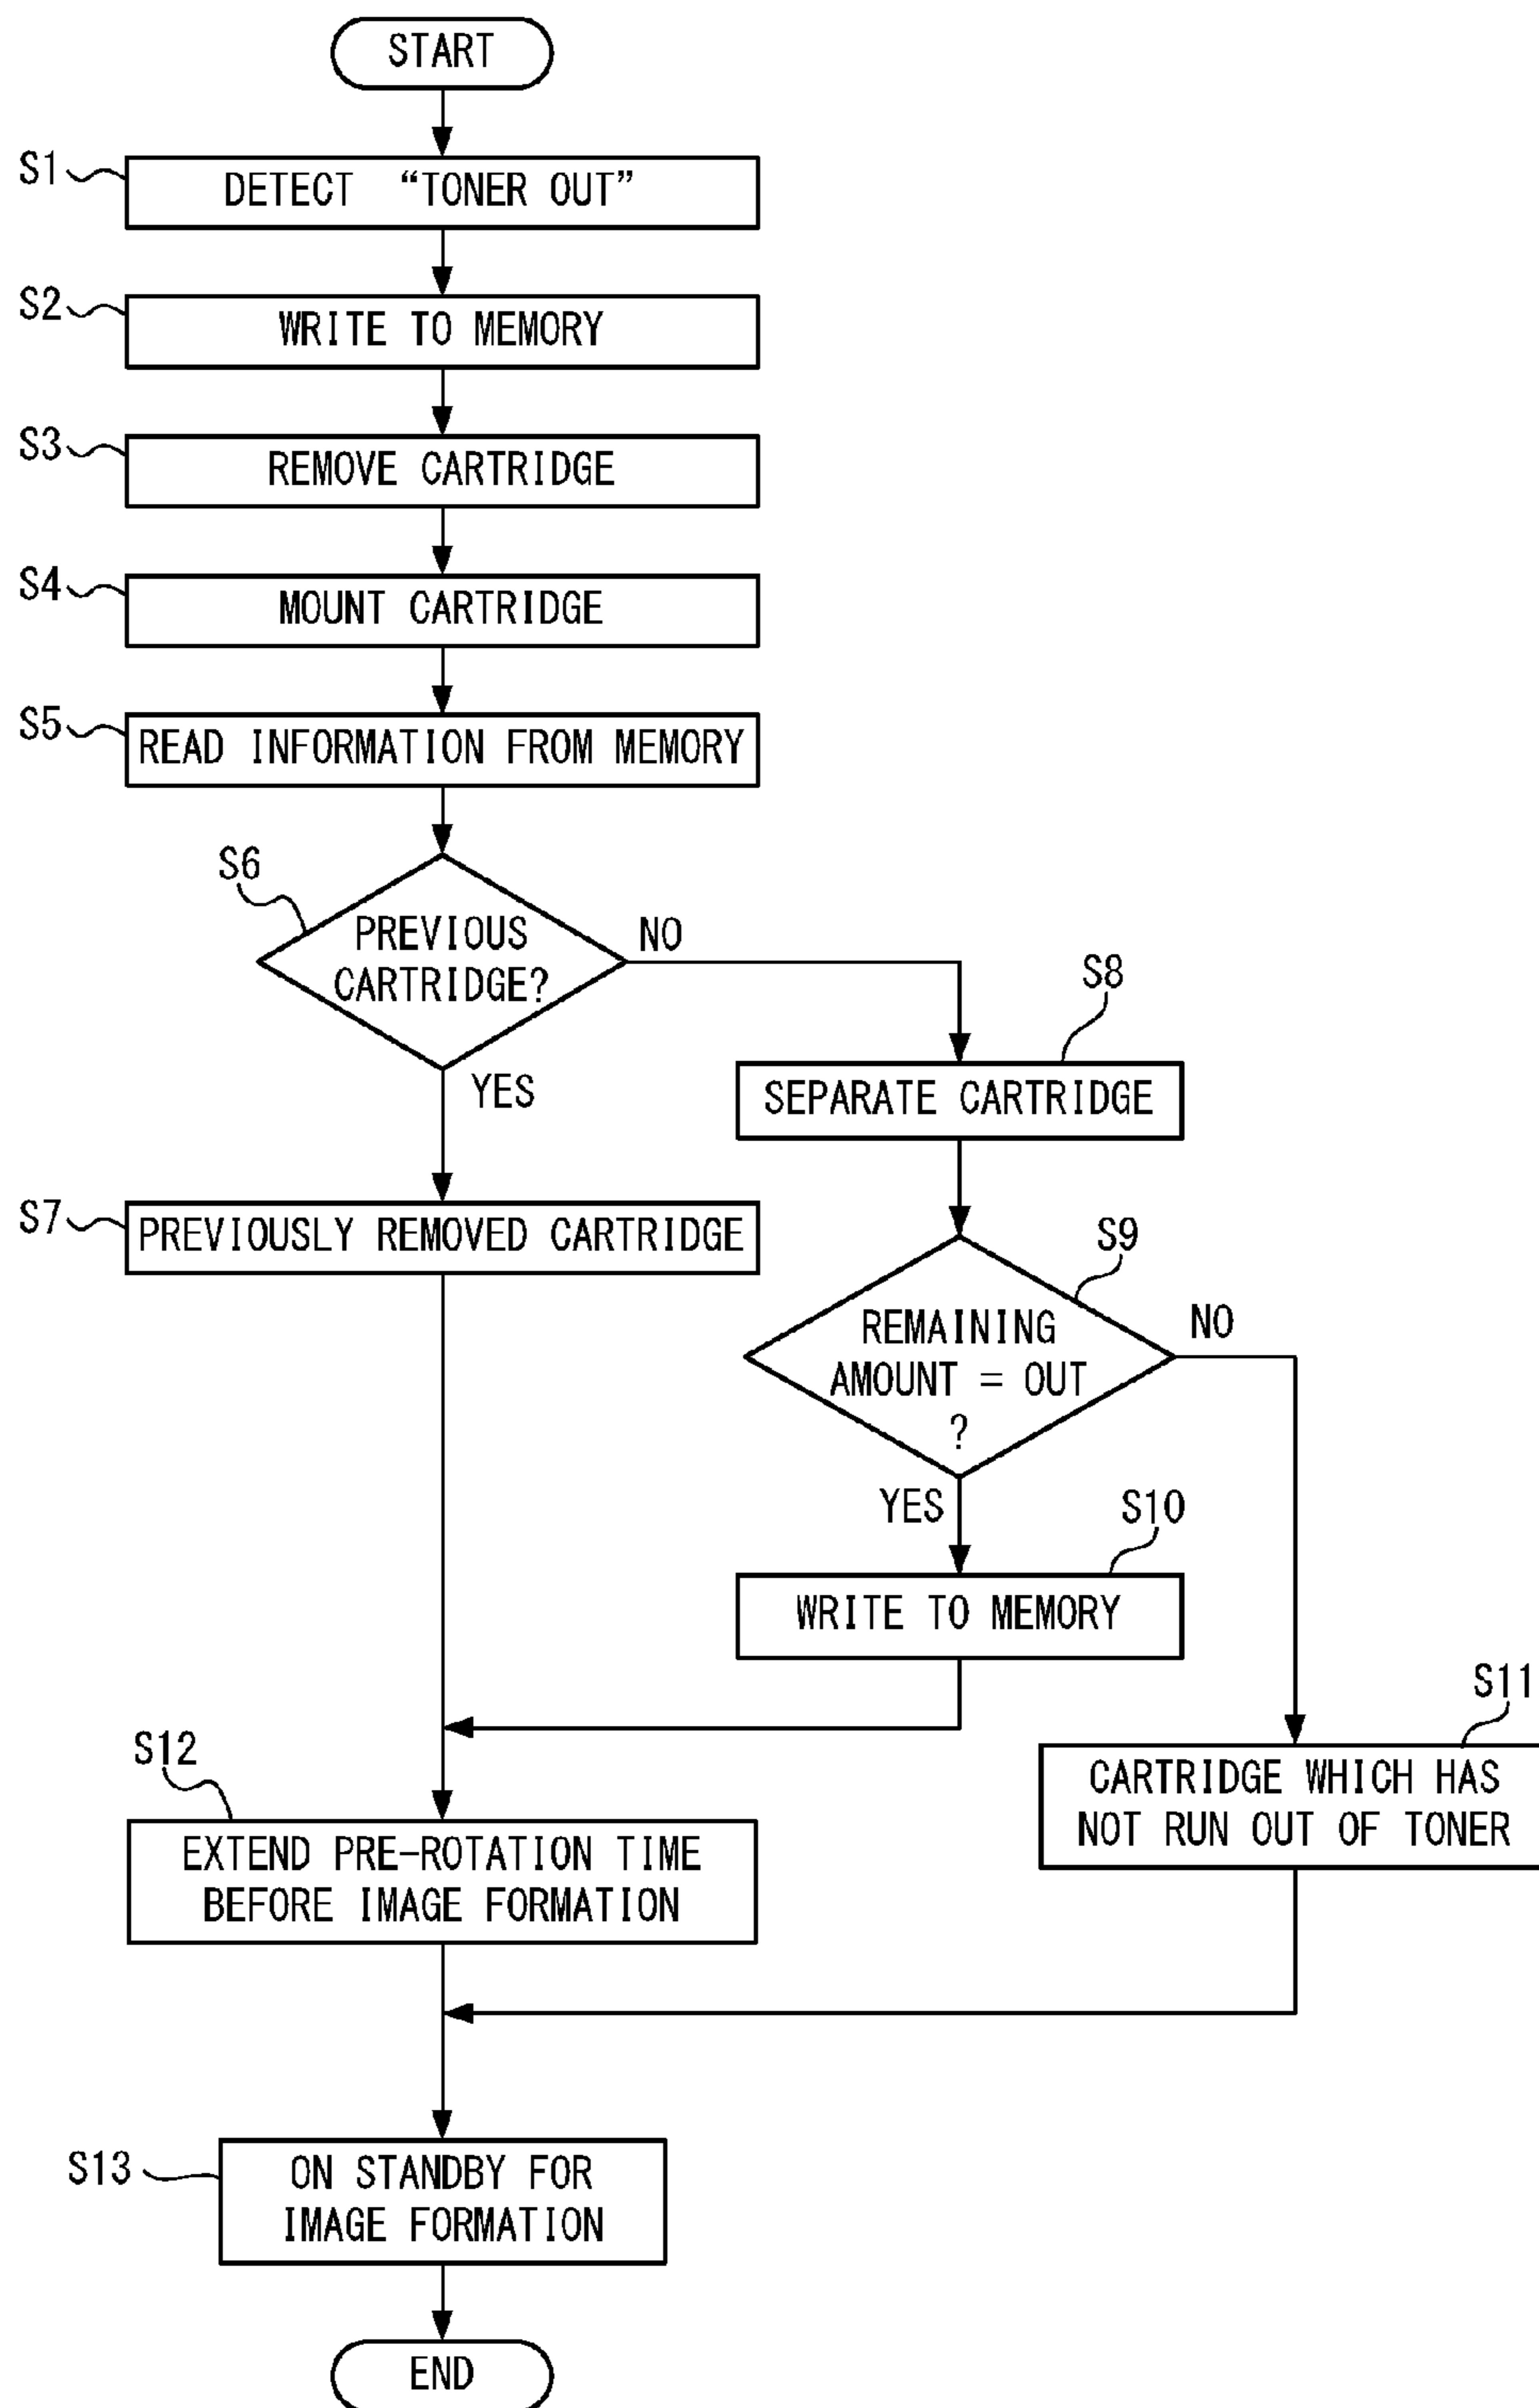 START
S1
DETECT “TONER OUT”
S2
WRITE TO MEMORY
S3
REMOVE CARTRIDGE
S4
MOUNT CARTRIDGE
S5
READ INFORMATION FROM MEMORY
S6
PREVIOUS
CARTRIDGE?
NO
YES
S8
SEPARATE CARTRIDGE
S7
PREVIOUSLY REMOVED CARTRIDGE
S9
REMAINING
AMOUNT = OUT
?
NO
YES
S10
WRITE TO MEMORY
S11
CARTRIDGE WHICH HAS
NOT RUN OUT OF TONER
S12
EXTEND PRE-ROTATION TIME
BEFORE IMAGE FORMATION
S13
ON STANDBY FOR
IMAGE FORMATION
END